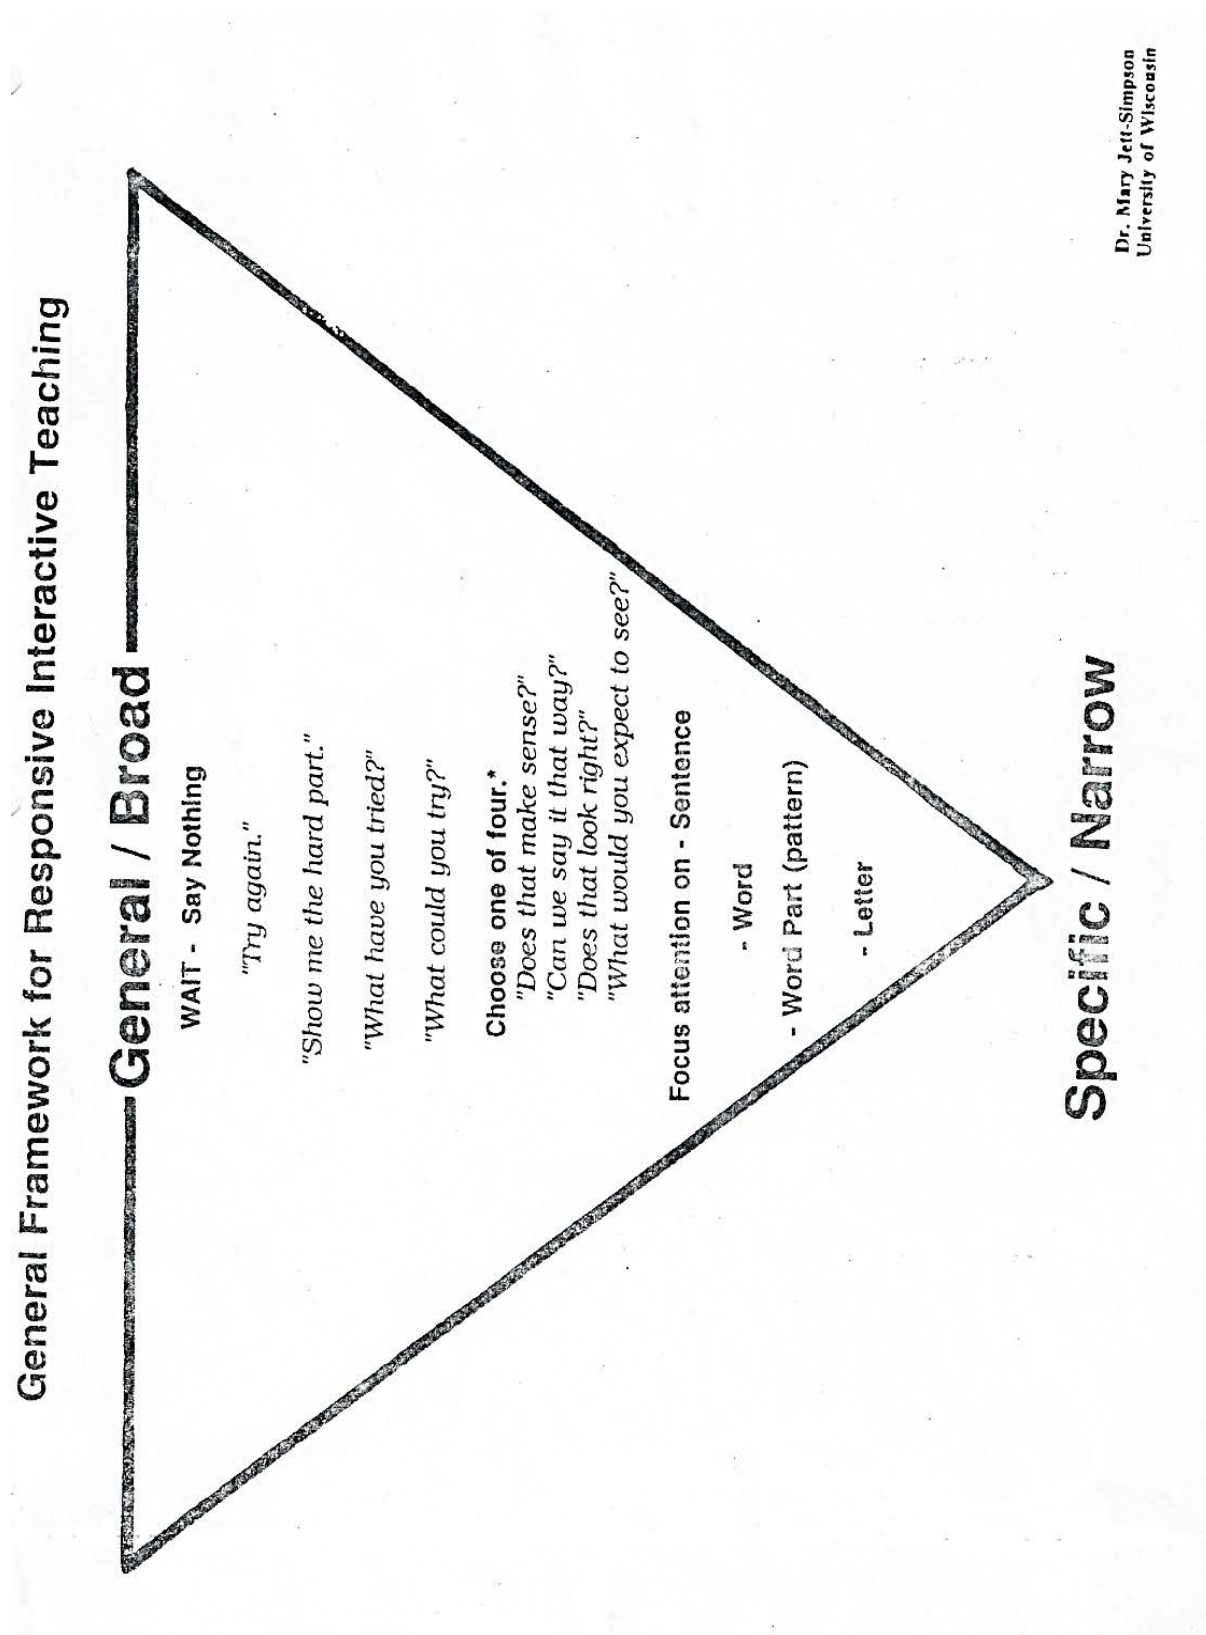 General Framework for Responsive Interactive Teaching
General / Broad
WAIT - Say Nothing
"Try again."
"Show me the hard part."
"What have you tried?"
"What could you try?"
Choose one of four.*
"Does that make sense?"
"Can we say it that way?"
"Does that look right?"
"What would you expect to see?"
Focus attention on - Sentence
- Word
- Word Part (pattern)
- Letter
Specific / Narrow
Dr. Mary Jett-Simpson
University of Wisconsin